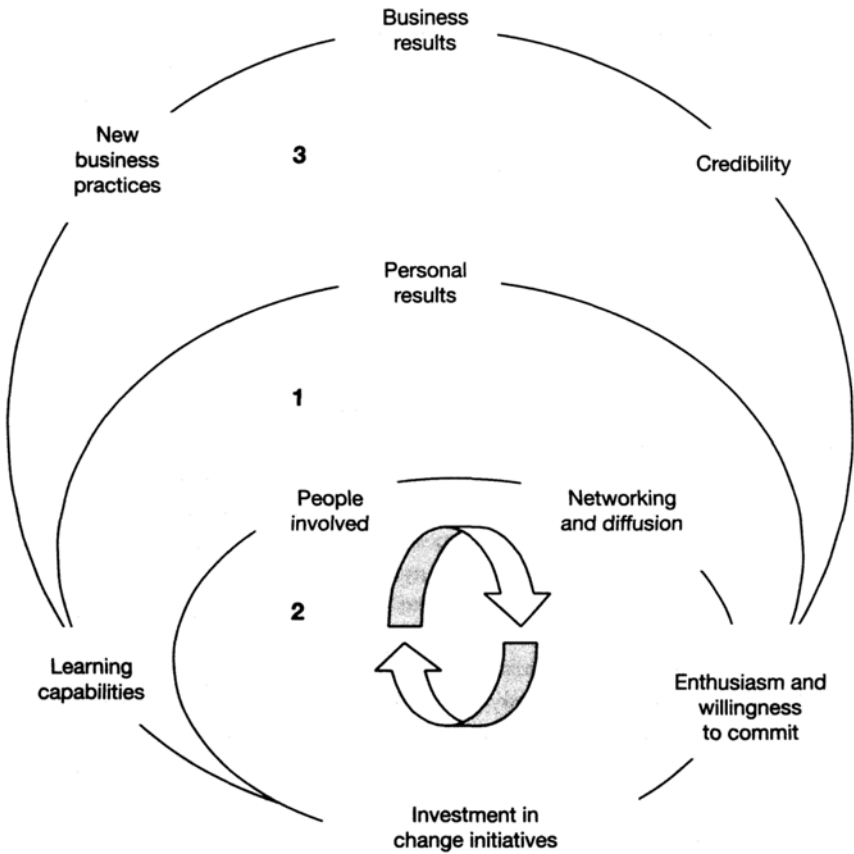 Business
results
New
business
practices
3
Credibility
Personal
results
1
People
involved
Networking
and diffusion
2
Learning
capabilities
Enthusiasm and
willingness
to commit
Investment in
change initiatives